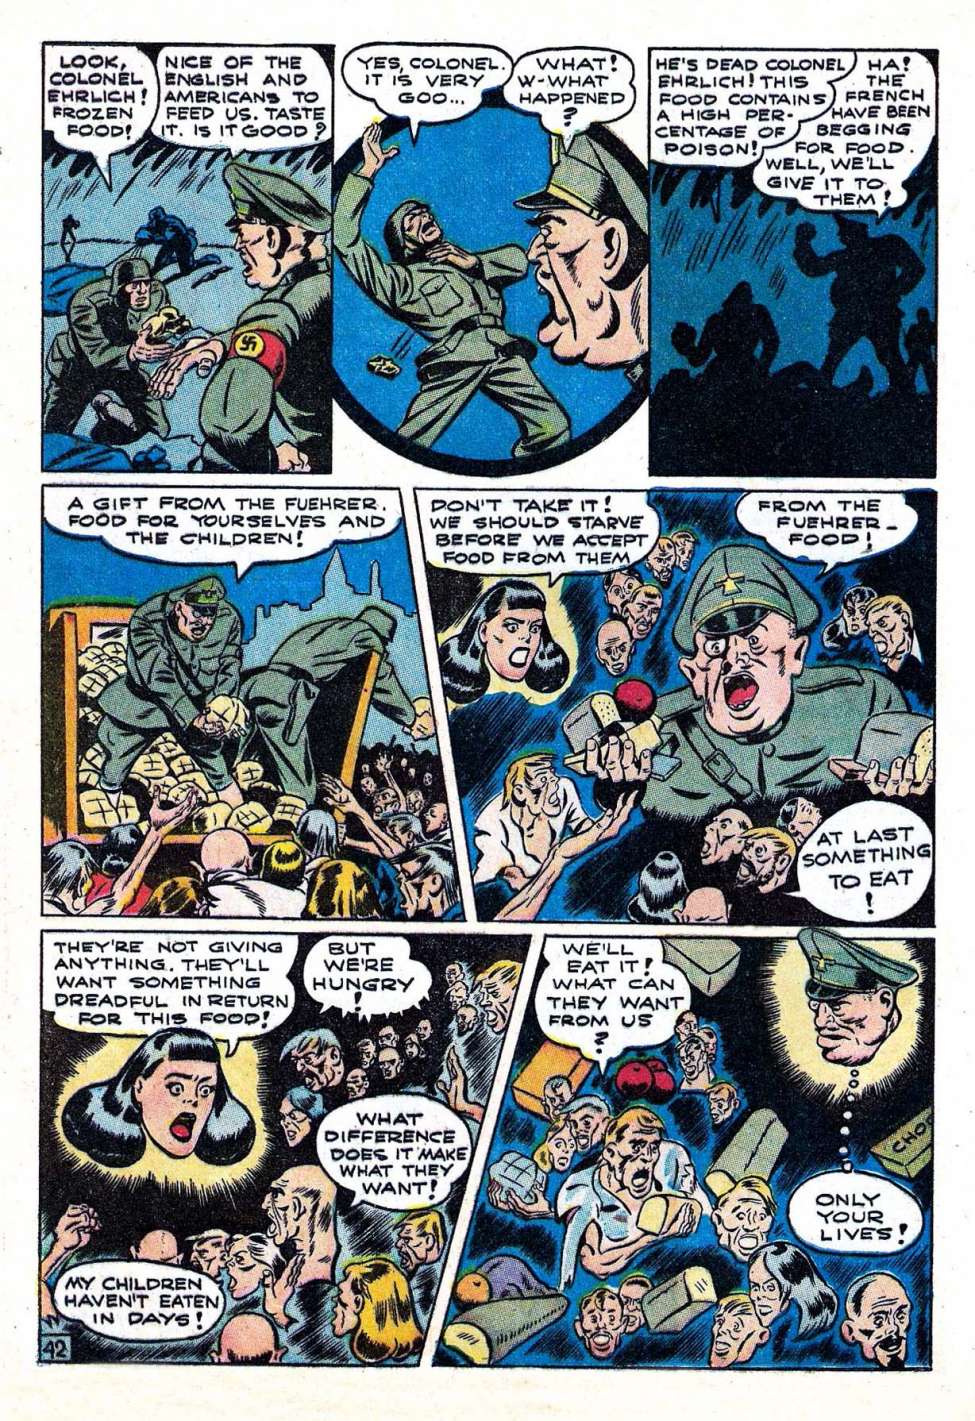 LOOK,
COLONEL
EHRLICH!
FROZEN
FOOD!
NICE OF THE
ENGLISH AND
AMERICANS TO
FEED US. TASTE
IT. IS IT GOOD?
YES, COLONEL.
IT IS VERY
GOO...
WHAT!
W-WHAT
HAPPENED
?
HE'S DEAD COLONEL
EHRLICH! THIS
FOOD CONTAINS
A HIGH PER-
CENTAGE OF
POISON!
HA!
THE
FRENCH
HAVE BEEN
BEGGING
FOR FOOD.
WELL, WE'LL
GIVE IT TO
THEM!
A GIFT FROM THE FUEHRER.
FOOD FOR YOURSELVES AND
THE CHILDREN!
DON'T TAKE IT!
WE SHOULD STARVE
BEFORE WE ACCEPT
FOOD FROM THEM
FROM THE
FUEHRER_
FOOD!
AT LAST
SOMETHING
TO EAT
!
THEY'RE NOT GIVING
ANYTHING. THEY'LL
WANT SOMETHING
DREADFUL IN RETURN
FOR THIS FOOD!
BUT
WE'RE
HUNGRY
!
WHAT
DIFFERENCE
DOES IT MAKE
WHAT THEY
WANT!
MY CHILDREN
HAVEN'T EATEN
IN DAYS!
42
WE'LL
EAT IT!
WHAT CAN
THEY WANT
FROM US
?
CHO
ONLY
YOUR
LIVES!